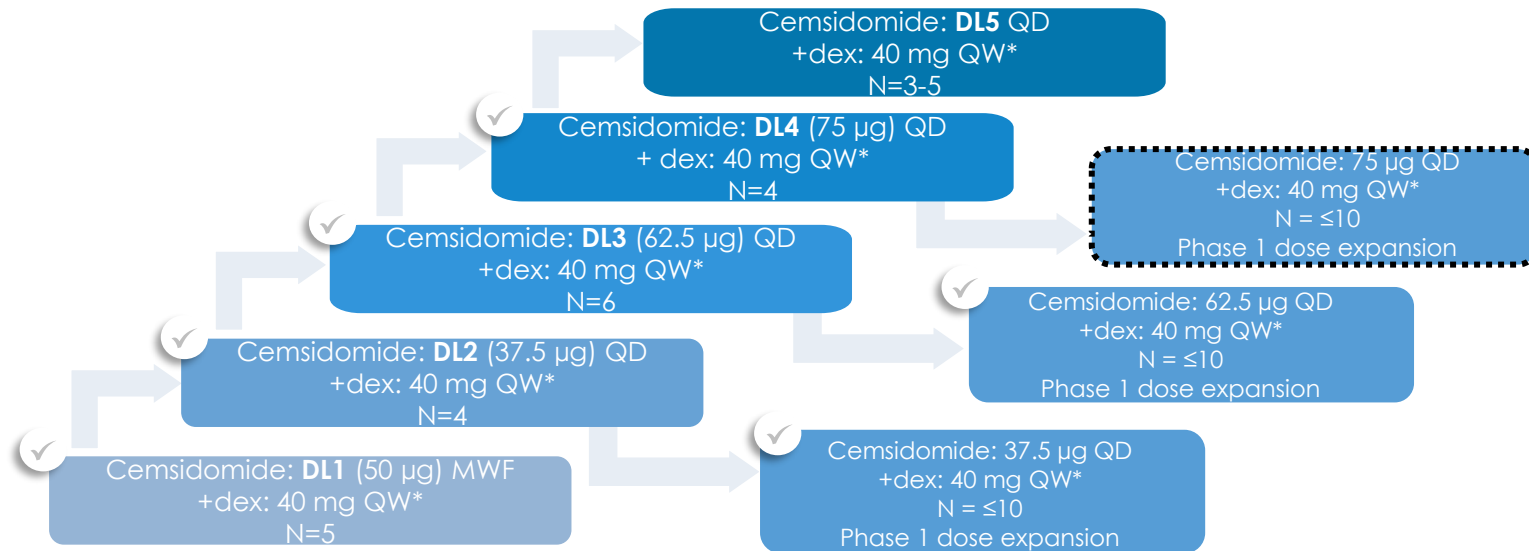 Cemsidomide: DL5 QD
+dex: 40 mg QW*
N=3-5
Cemsidomide: DL4 (75 µg) QD
+ dex: 40 mg QW*
N=4
Cemsidomide: 75 µg QD
+dex: 40 mg QW*
N = ≤10
Phase 1 dose expansion
Cemsidomide: DL3 (62.5 µg) QD
+dex: 40 mg QW*
N=6
Cemsidomide: 62.5 µg QD
+dex: 40 mg QW*
N = ≤10
Phase 1 dose expansion
Cemsidomide: DL2 (37.5 µg) QD
+dex: 40 mg QW*
N=4
Cemsidomide: 37.5 µg QD
+dex: 40 mg QW*
N = ≤10
Phase 1 dose expansion
Cemsidomide: DL1 (50 µg) MWF
+dex: 40 mg QW*
N=5